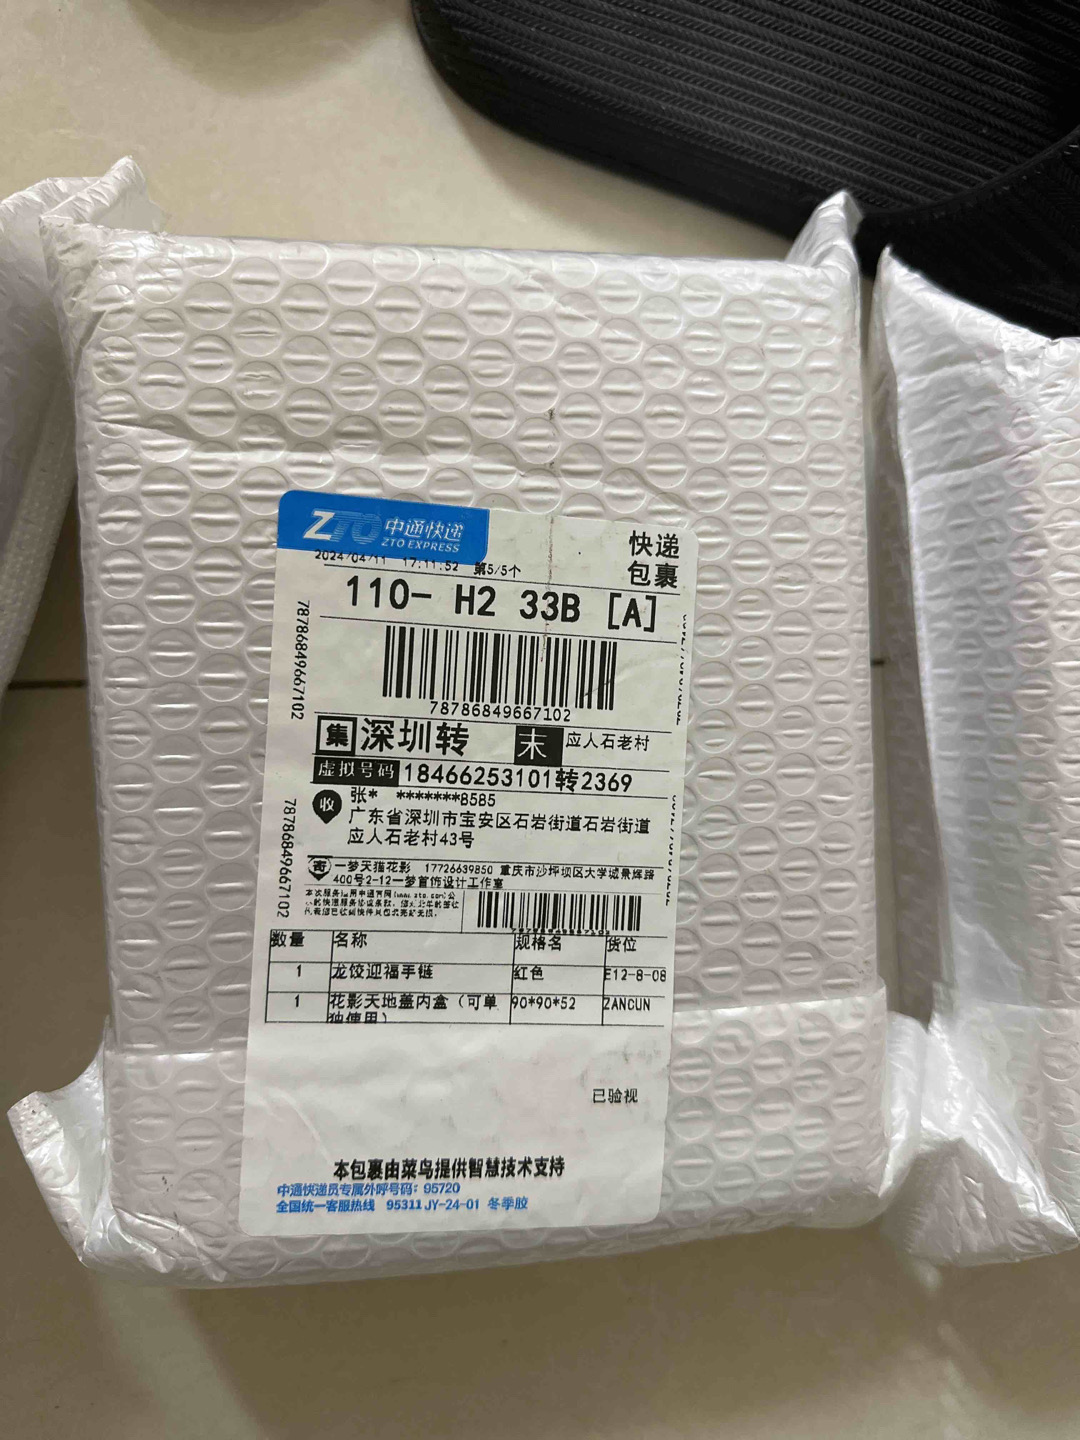 ZTO 中通快递
ZTO EXPRESS
快递
包裹
2024/04/11 17:11:52 第5/5个
110- H2 33B [A]
78786849667102
78786849667102
集 深圳转 末 应人石老村
虚拟号码 18466253101转2369
收 张* *******8585
广东省深圳市宝安区石岩街道石岩街道
应人石老村43号
78786849667102
寄 一梦天猫花影 17726639850 重庆市沙坪坝区大学城景辉路
400号2-12一梦首饰设计工作室
数量 名称 规格名 货位
1 龙饺迎福手链 红色 E12-8-08
1 花影天地盖内盒（可单 90*90*52 ZANCUN
独使用）
已验视
本包裹由菜鸟提供智慧技术支持
中通快递员专属外呼号码：95720
全国统一客服热线 95311 JY-24-01 冬季胶